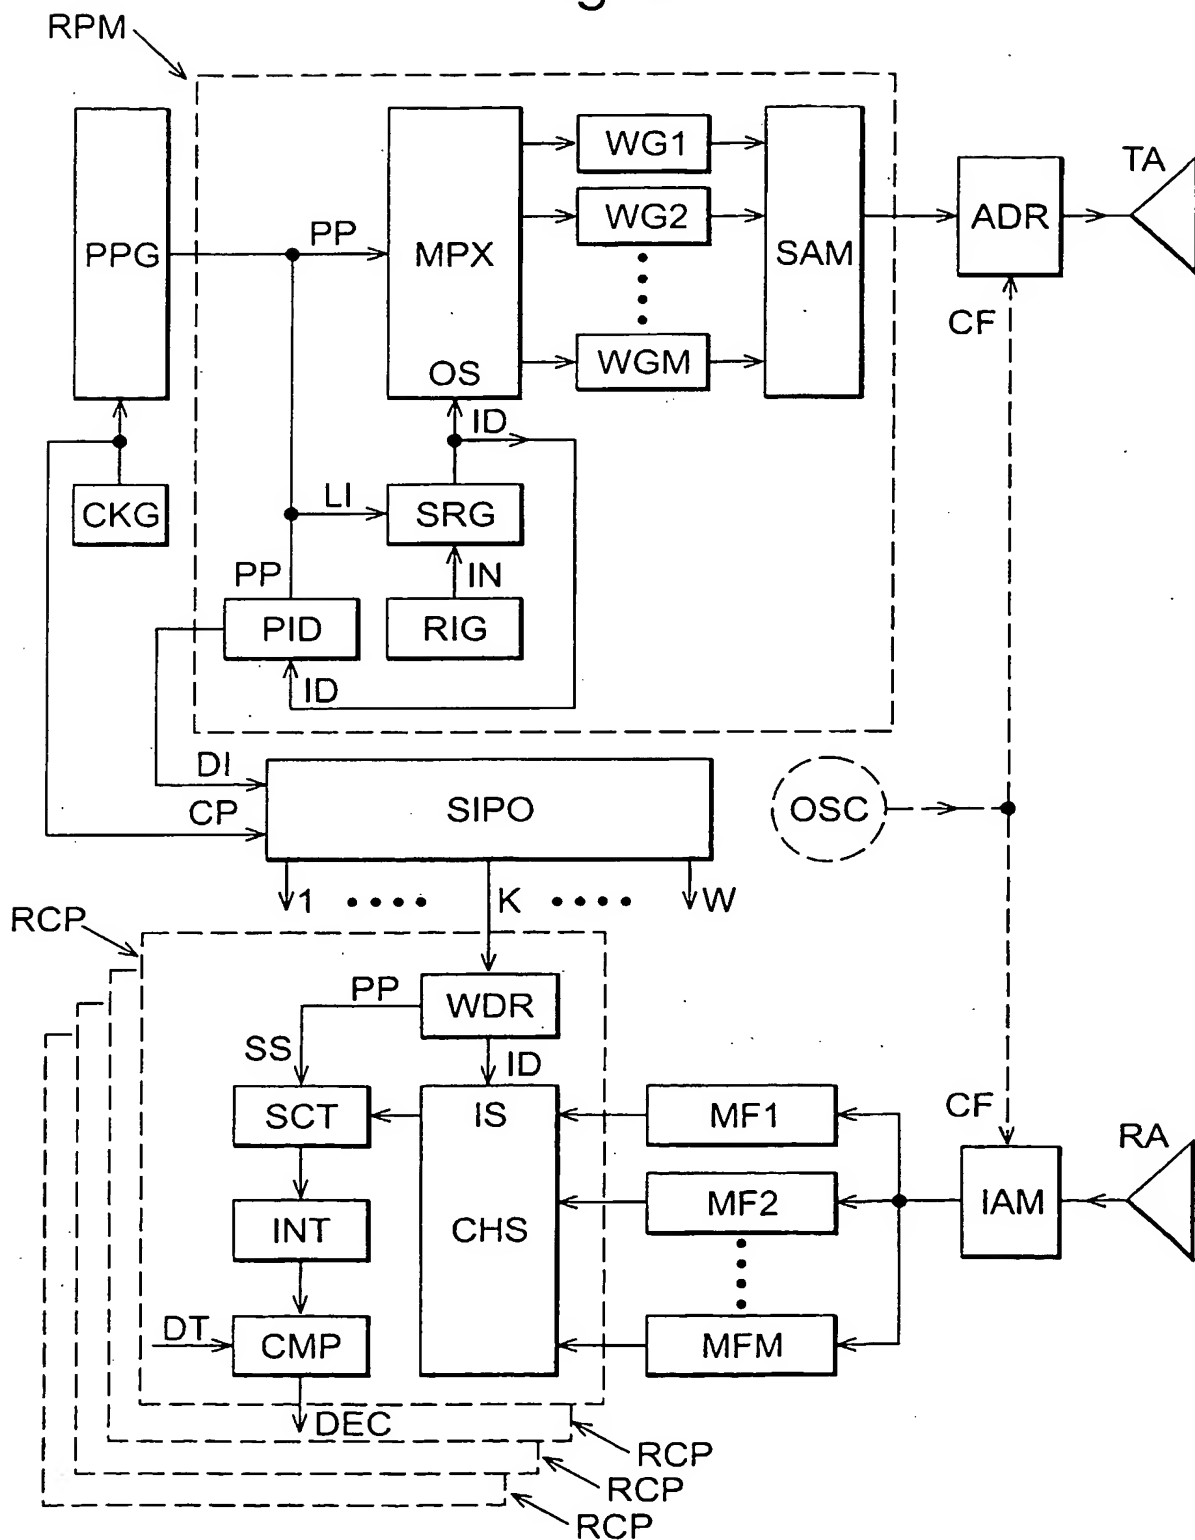 RPM
PPG
PP
MPX
OS
WG1
WG2
WGM
SAM
ADR
TA
CF
ID
CKG
LI
SRG
PP
IN
PID
RIG
ID
DI
CP
SIPO
OSC
1
K
W
RCP
PP
WDR
SS
ID
SCT
IS
MF1
CF
RA
INT
CHS
MF2
IAM
DT
CMP
MFM
DEC
RCP
RCP
RCP